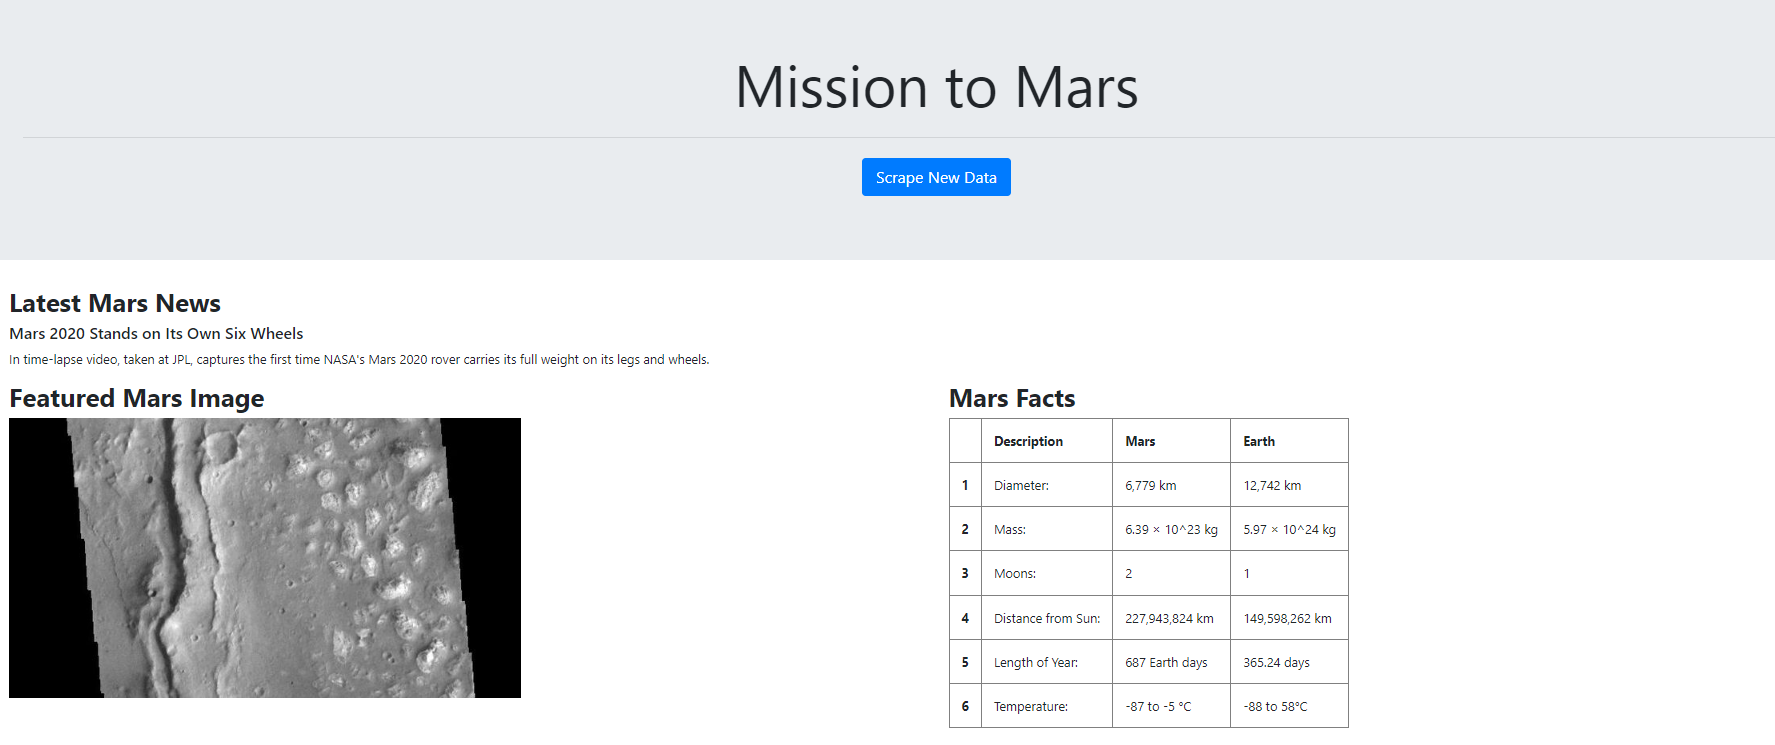 Mission to Mars
Scrape New Data
Latest Mars News
Mars 2020 Stands on Its Own Six Wheels
In time-lapse video, taken at JPL, captures the first time NASA's Mars 2020 rover carries its full weight on its legs and wheels.
Featured Mars Image
Mars Facts
Description Mars Earth
1 Diameter: 6,779 km 12,742 km
2 Mass: 6.39 × 10^23 kg 5.97 × 10^24 kg
3 Moons: 2 1
4 Distance from Sun: 227,943,824 km 149,598,262 km
5 Length of Year: 687 Earth days 365.24 days
6 Temperature: -87 to -5 °C -88 to 58°C